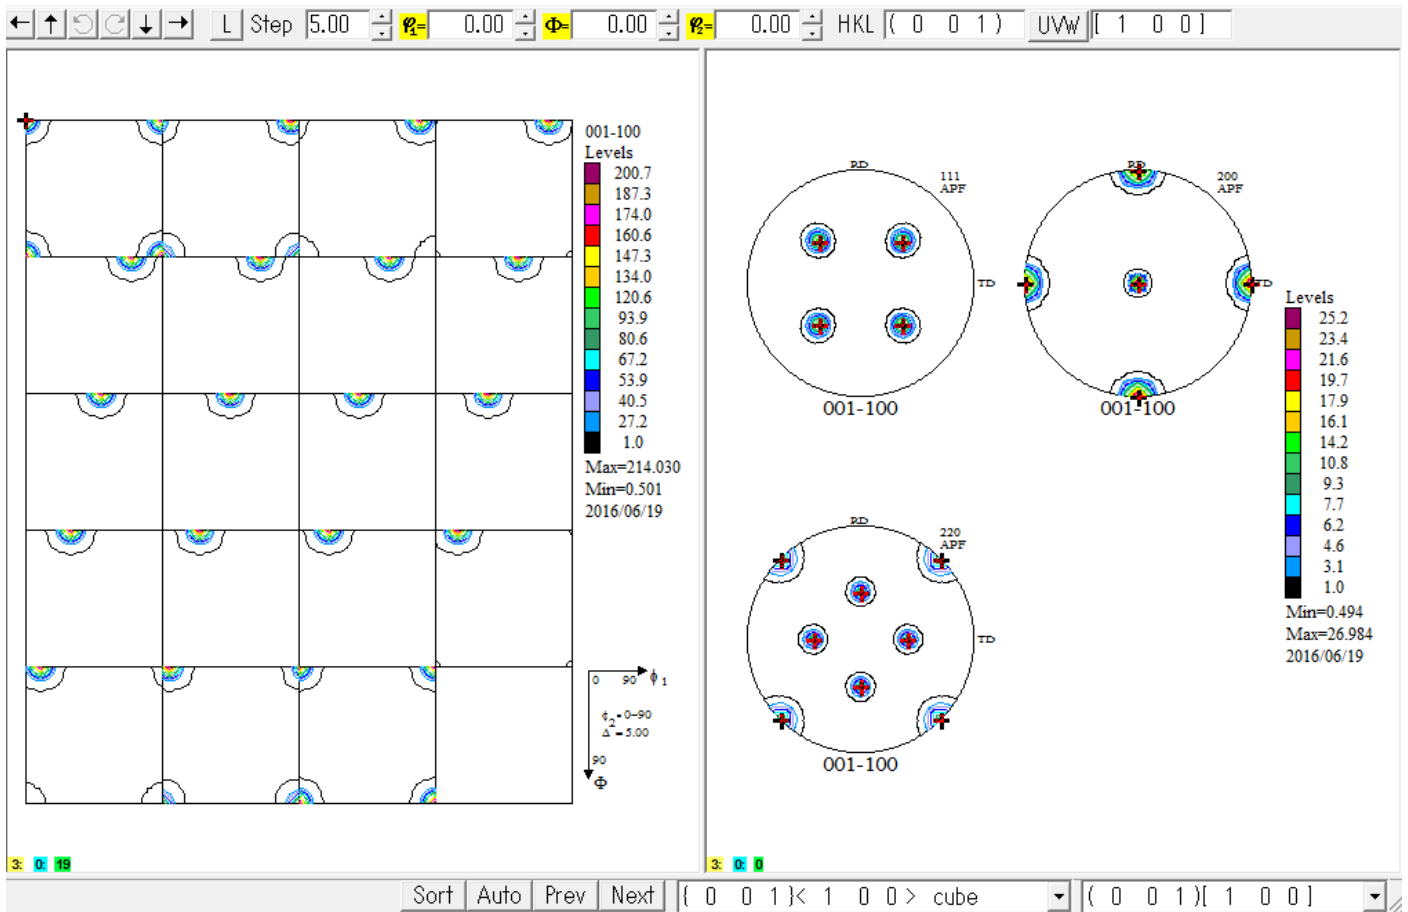 L Step 5.00 φ1= 0.00 Φ= 0.00 φ2= 0.00 HKL ( 0 0 1 ) UVW [ 1 0 0 ]
001-100
Levels
200.7
187.3
174.0
160.6
147.3
134.0
120.6
93.9
80.6
67.2
53.9
40.5
27.2
1.0
Max=214.030
Min=0.501
2016/06/19
0 90 ϕ1
ϕ2=0-90
Δ=5.00
90
Φ
3: 0: 19
RD
111
APF
TD
001-100
RD
200
APF
TD
001-100
RD
220
APF
TD
001-100
Levels
25.2
23.4
21.6
19.7
17.9
16.1
14.2
10.8
9.3
7.7
6.2
4.6
3.1
1.0
Min=0.494
Max=26.984
2016/06/19
3: 0: 0
Sort Auto Prev Next { 0 0 1 }< 1 0 0 > cube ( 0 0 1 )[ 1 0 0 ]